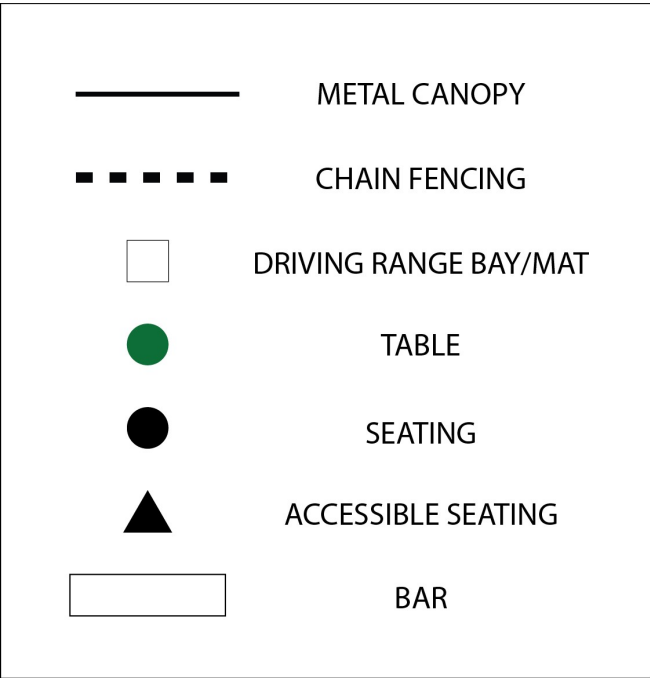 METAL CANOPY
CHAIN FENCING
DRIVING RANGE BAY/MAT
TABLE
SEATING
ACCESSIBLE SEATING
BAR